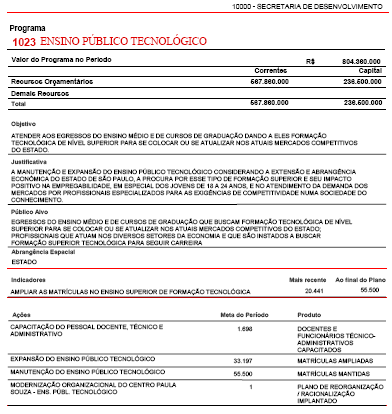 10000 - SECRETARIA DE DESENVOLVIMENTO
Programa
1023 ENSINO PÚBLICO TECNOLÓGICO
Valor do Programa no Período R$ 804.360.000
Correntes Capital
Recursos Orçamentários 567.860.000 236.500.000
Demais Recursos
Total 567.860.000 236.500.000
Objetivo
ATENDER AOS EGRESSOS DO ENSINO MÉDIO E DE CURSOS DE GRADUAÇÃO DANDO A ELES FORMAÇÃO
TECNOLÓGICA DE NÍVEL SUPERIOR PARA SE COLOCAR OU SE ATUALIZAR NOS ATUAIS MERCADOS COMPETITIVOS
DO ESTADO.
Justificativa
A MANUTENÇÃO E EXPANSÃO DO ENSINO PÚBLICO TECNOLÓGICO CONSIDERANDO A EXTENSÃO E ABRANGÊNCIA
ECONÔMICA DO ESTADO DE SÃO PAULO, A PROCURA POR ESSE TIPO DE FORMAÇÃO SUPERIOR E SEU IMPACTO
POSITIVO NA EMPREGABILIDADE, EM ESPECIAL DOS JOVENS DE 18 A 24 ANOS, E NO ATENDIMENTO DA DEMANDA DOS
MERCADOS POR PROFISSIONAIS ESPECIALIZADOS PARA AS EXIGÊNCIAS DE COMPETITIVIDADE NUMA SOCIEDADE DO
CONHECIMENTO.
Público Alvo
EGRESSOS DO ENSINO MÉDIO E DE CURSOS DE GRADUAÇÃO QUE BUSCAM FORMAÇÃO TECNOLÓGICA DE NÍVEL
SUPERIOR PARA SE COLOCAR OU SE ATUALIZAR NOS ATUAIS MERCADOS COMPETITIVOS DO ESTADO;
PROFISSIONAIS QUE ATUAM NOS DIVERSOS SETORES DA ECONOMIA E QUE SÃO INSTADOS A BUSCAR
FORMAÇÃO SUPERIOR TECNOLÓGICA PARA SEGUIR CARREIRA
Abrangência Espacial
ESTADO
Indicadores Mais recente Ao final do Plano
AMPLIAR AS MATRÍCULAS NO ENSINO SUPERIOR DE FORMAÇÃO TECNOLÓGICA 20.441 55.500
Ações Meta do Período Produto
CAPACITAÇÃO DO PESSOAL DOCENTE, TÉCNICO E 1.698 DOCENTES E
ADMINISTRATIVO FUNCIONÁRIOS TÉCNICO-
ADMINISTRATIVOS
CAPACITADOS
EXPANSÃO DO ENSINO PÚBLICO TECNOLÓGICO 33.197 MATRÍCULAS AMPLIADAS
MANUTENÇÃO DO ENSINO PÚBLICO TECNOLÓGICO 55.500 MATRÍCULAS MANTIDAS
MODERNIZAÇÃO ORGANIZACIONAL DO CENTRO PAULA 1 PLANO DE REORGANIZAÇÃO
SOUZA - ENS. PÚBL. TECNOLÓGICO / RACIONALIZAÇÃO
IMPLANTADO